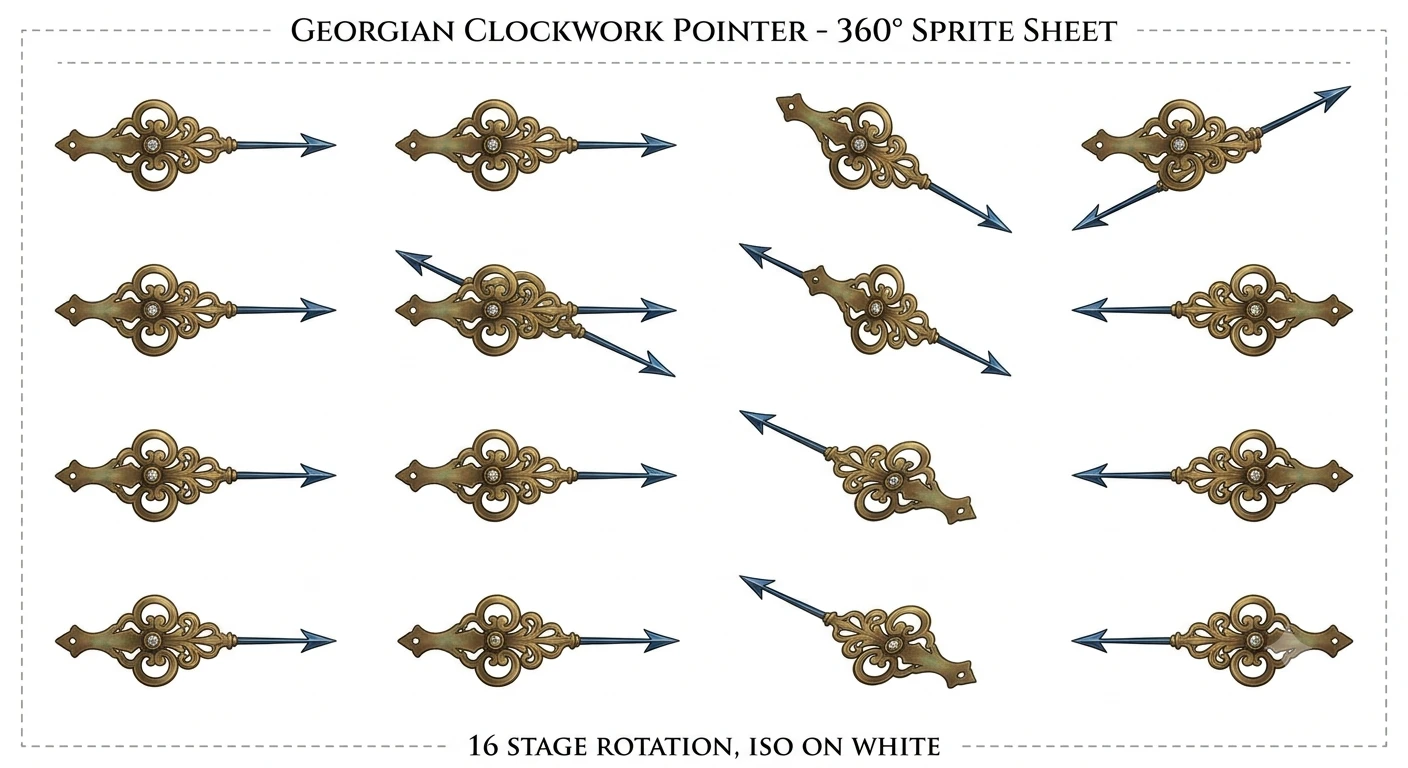 Georgian Clockwork Pointer - 360° Sprite Sheet
16 STAGE ROTATION, ISO ON WHITE